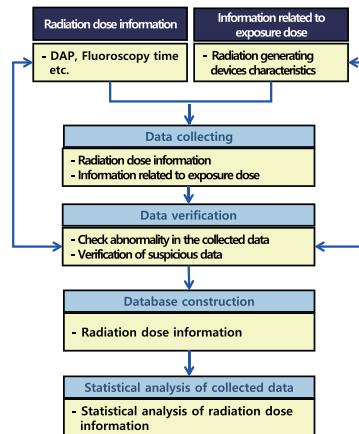 Radiation dose information
- DAP, Fluoroscopy time
etc.
Information related to
exposure dose
- Radiation generating
devices characteristics
Data collecting
- Radiation dose information
- Information related to exposure dose
Data verification
- Check abnormality in the collected data
- Verification of suspicious data
Database construction
- Radiation dose information
Statistical analysis of collected data
- Statistical analysis of radiation dose
information